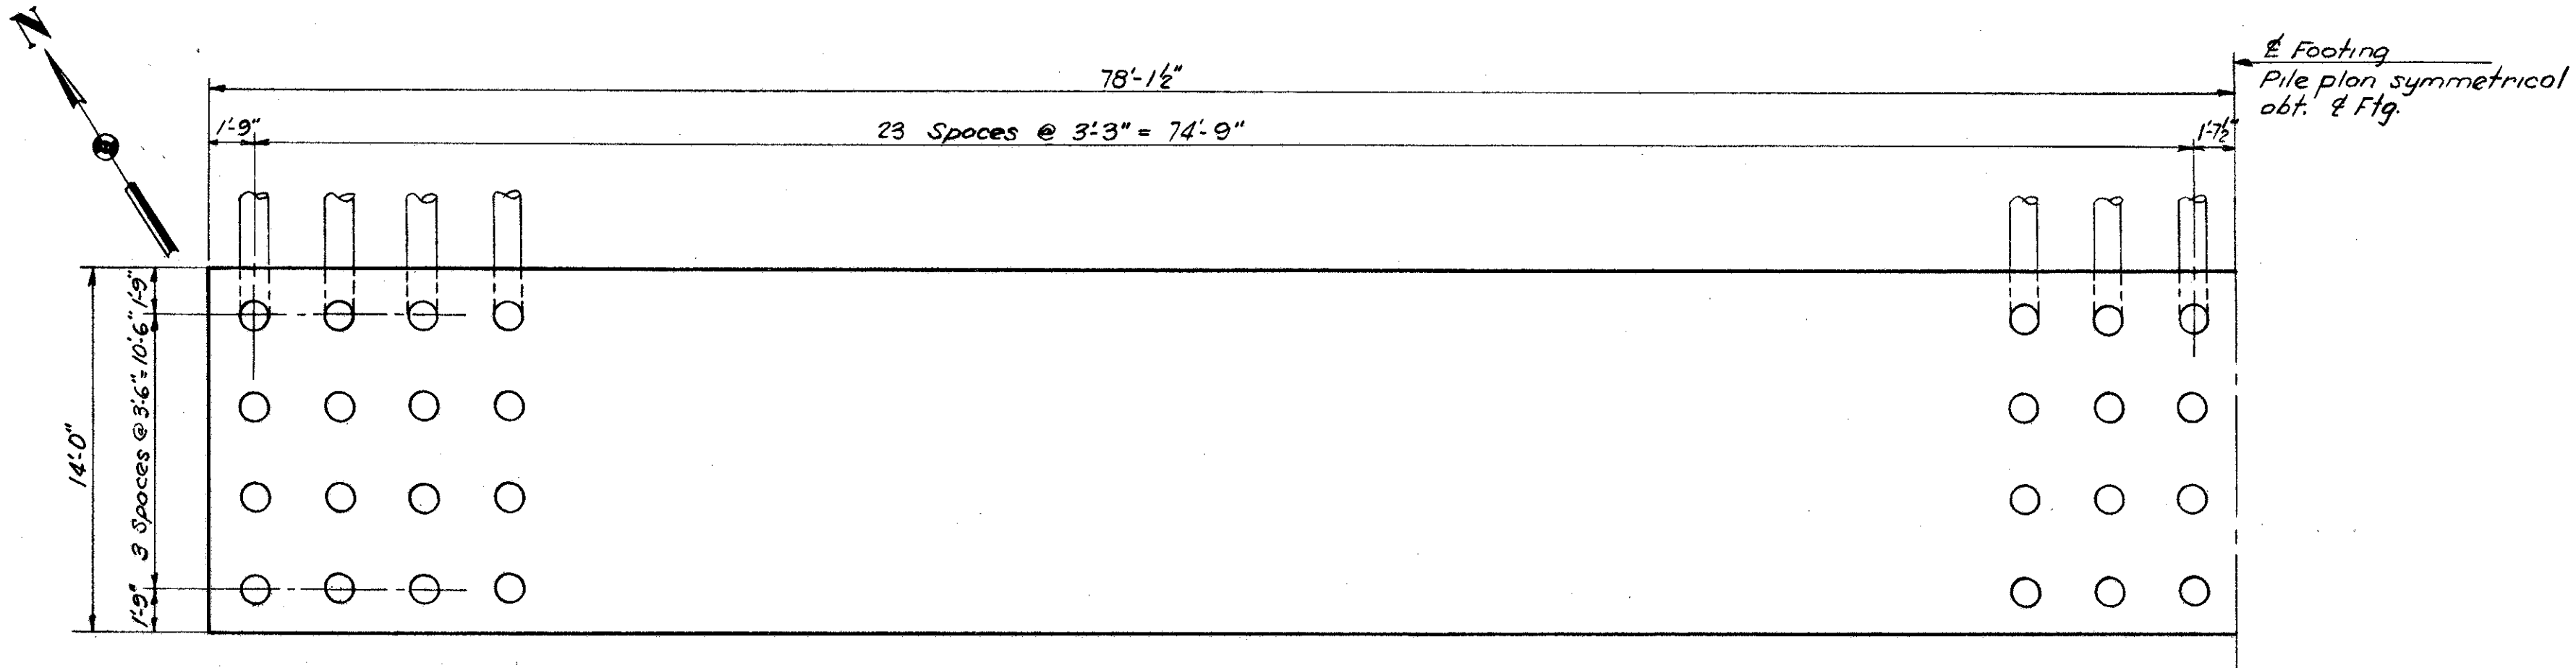 N
₵ Footing
Pile plan symmetrical
abt. ₵ Ftg.
78'-1½"
1'-9"
23 Spaces @ 3'-3" = 74'-9"
1'-7½"
14'-0"
1'-9"
3 Spaces @ 3'-6" = 10'-6"
1'-9"